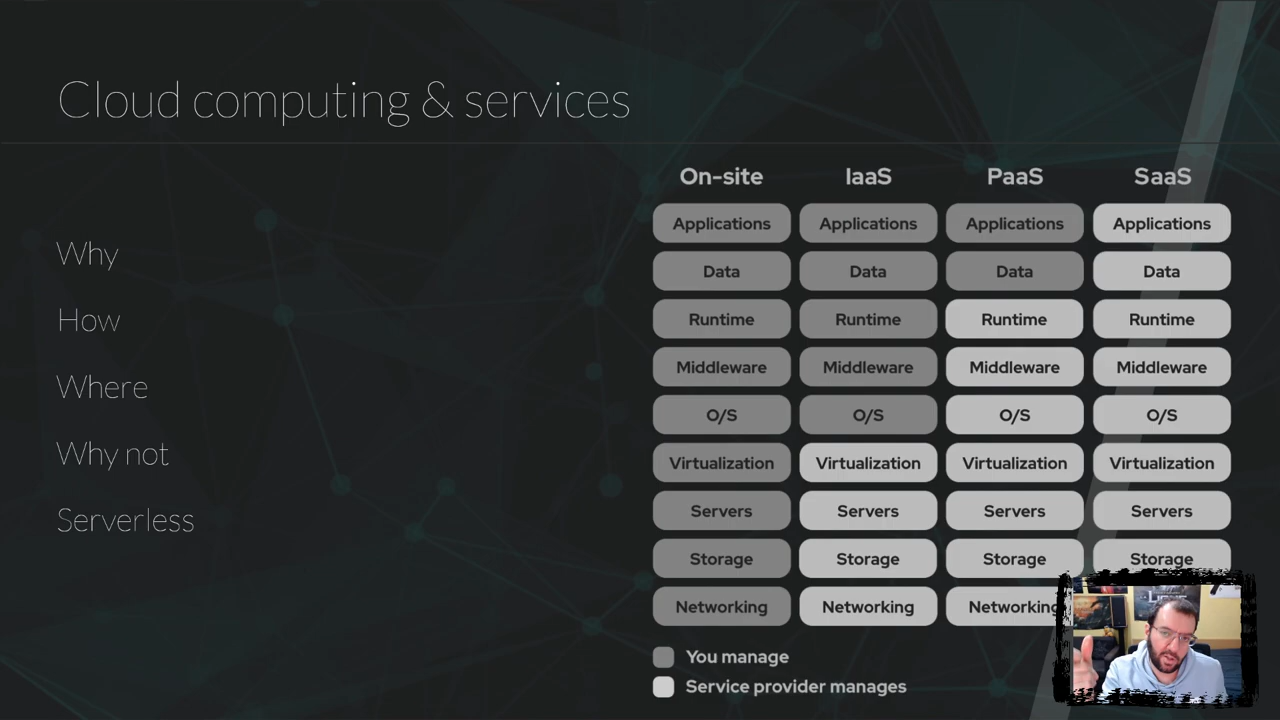 Cloud computing & services
Why
How
Where
Why not
Serverless
On-site IaaS PaaS SaaS
Applications Applications Applications Applications
Data Data Data Data
Runtime Runtime Runtime Runtime
Middleware Middleware Middleware Middleware
O/S O/S O/S O/S
Virtualization Virtualization Virtualization Virtualization
Servers Servers Servers Servers
Storage Storage Storage Storage
Networking Networking Networking
You manage
Service provider manages